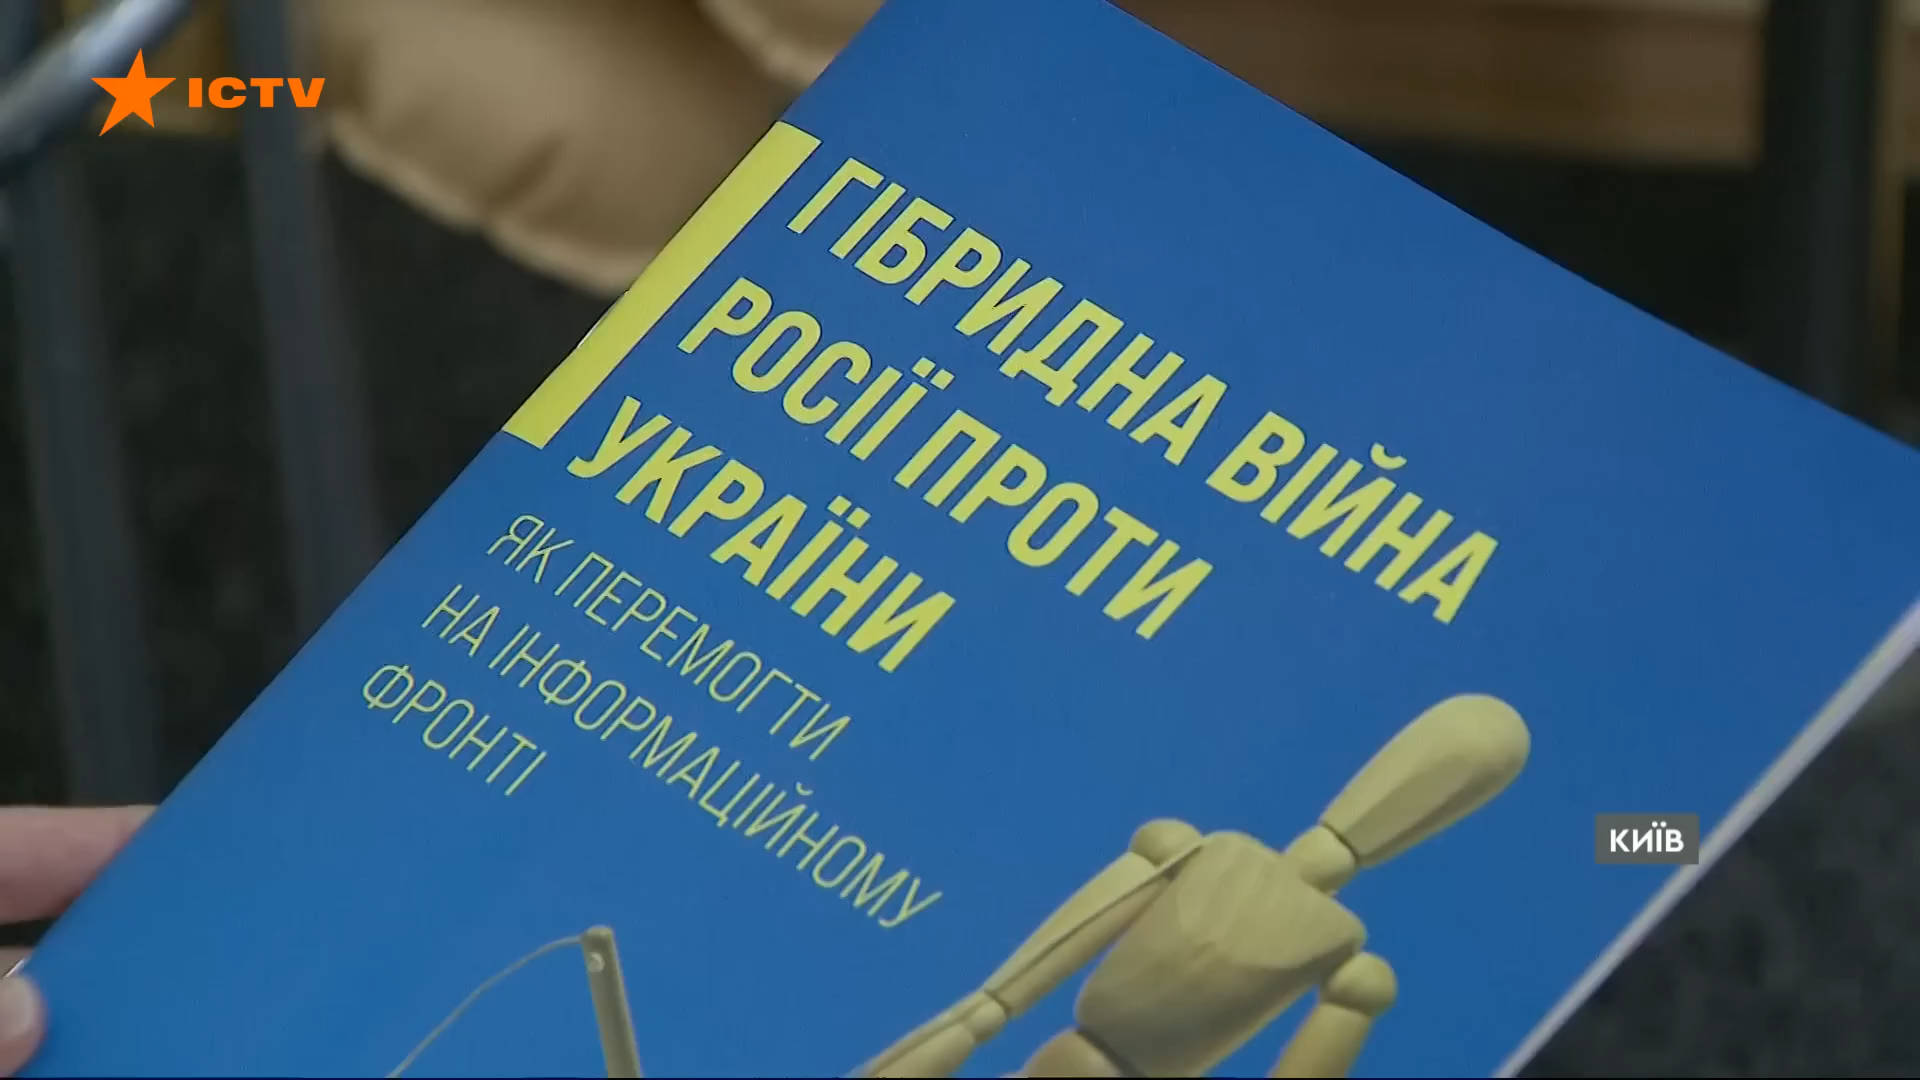 ICTV
ГІБРИДНА ВІЙНА
РОСІЇ ПРОТИ
УКРАЇНИ
ЯК ПЕРЕМОГТИ
НА ІНФОРМАЦІЙНОМУ
ФРОНТІ
КИЇВ